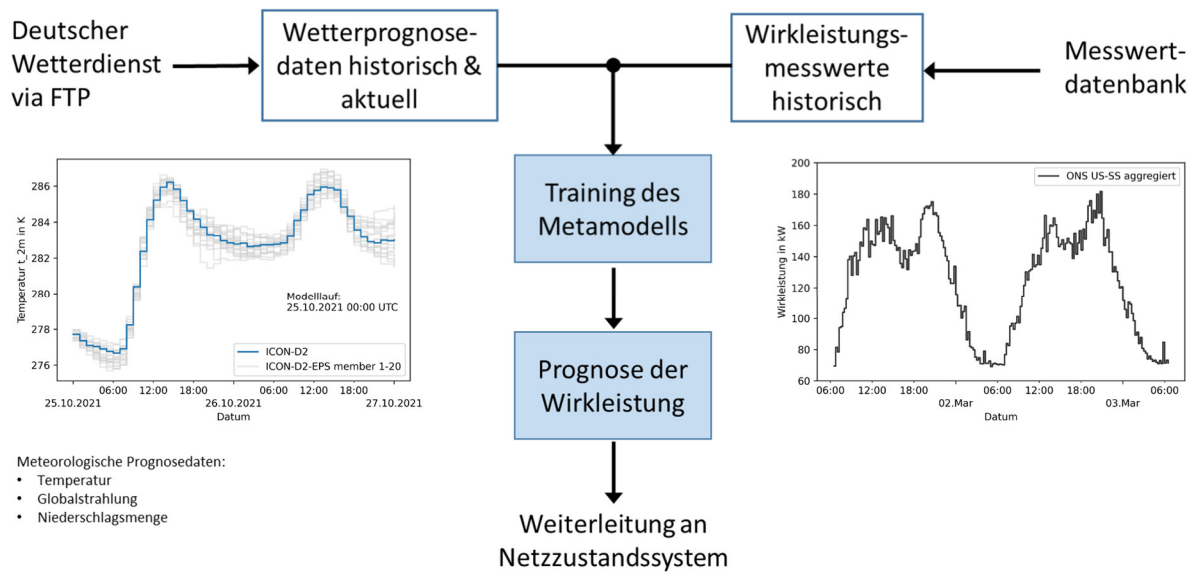 Deutscher
Wetterdienst
via FTP
Wetterprognose-
daten historisch &
aktuell
Wirkleistungs-
messwerte
historisch
Messwert-
datenbank
Training des
Metamodells
Prognose der
Wirkleistung
Weiterleitung an
Netzzustandssystem
Temperatur t_2m in K
286
284
282
280
278
276
Modelllauf:
25.10.2021 00:00 UTC
ICON-D2
ICON-D2-EPS member 1-20
06:00 12:00 18:00 06:00 12:00 18:00
25.10.2021 26.10.2021 27.10.2021
Datum
Meteorologische Prognosedaten:
• Temperatur
• Globalstrahlung
• Niederschlagsmenge
Wirkleistung in kW
200
180
160
140
120
100
80
60
ONS US-SS aggregiert
06:00 12:00 18:00 06:00 12:00 18:00 06:00
02.Mar 03.Mar
Datum